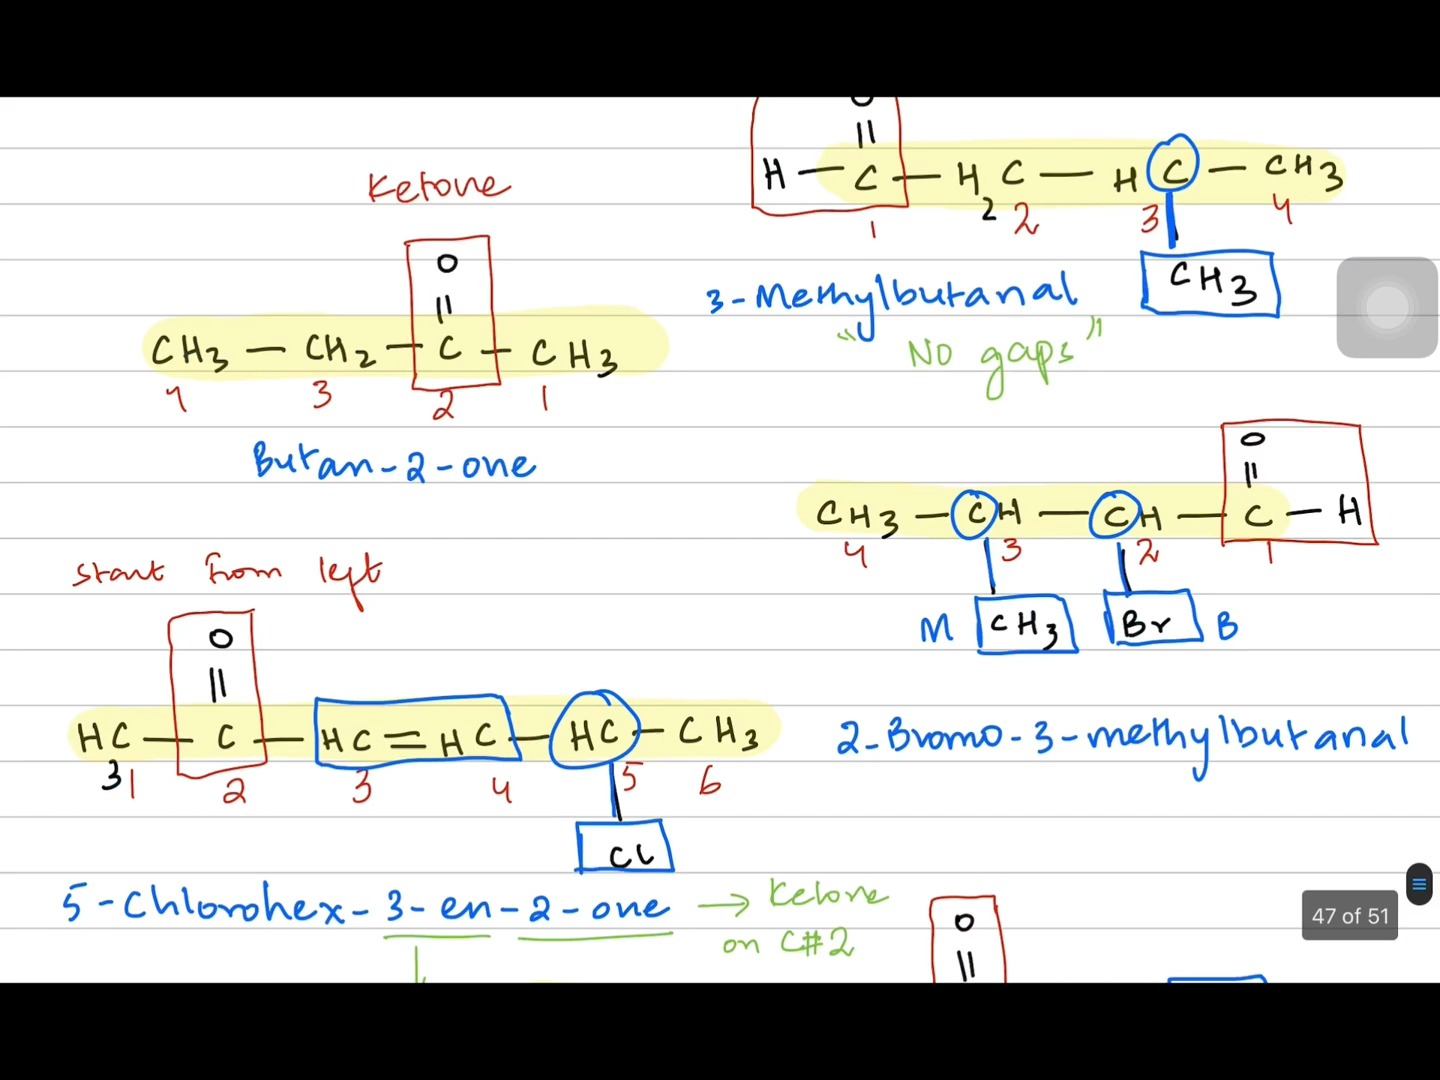 Ketone
O
||
CH3 — CH2 — C — CH3
4 3 2 1
Butan-2-one
start from left
O
||
HC — C — HC = HC — HC — CH3
3 1 2 3 4 5 6
Cl
5-Chlorohex-3-en-2-one → Ketone
on C#2
O
||
H — C — H2C — HC — CH3
1 2 3 4
CH3
3-Methylbutanal
"No gaps"
O
||
CH3 — CH — CH — C — H
4 3 2 1
M CH3 Br B
2-Bromo-3-methylbutanal
O
||
47 of 51